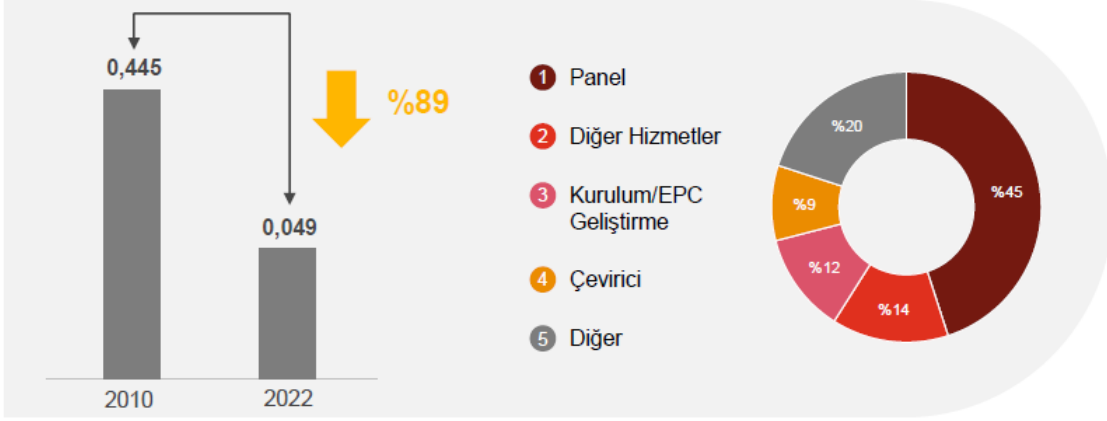 0,445
0,049
%89
2010
2022
1 Panel
2 Diğer Hizmetler
3 Kurulum/EPC
Geliştirme
4 Çevirici
5 Diğer
%45
%14
%12
%9
%20